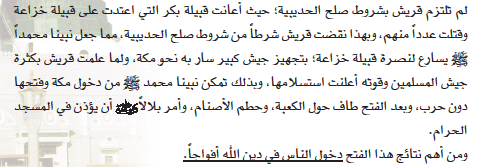 لم تلتزم قريش بشروط صلح الحديبية؛ حيث أعانت قبيلة بكر التي اعتدت على قبيلة خزاعة
وقتلت عدداً منهم، وبهذا نقضت قريش شرطاً من شروط صلح الحديبية، مما جعل نبينا محمداً
ﷺ يسارع لنصرة قبيلة خزاعة؛ بتجهيز جيش كبير سار به نحو مكة، ولما علمت قريش بكثرة
جيش المسلمين وقوته أعلنت استسلامها، وبذلك تمكن نبينا محمد ﷺ من دخول مكة وفتحها
دون حرب، وبعد الفتح طاف حول الكعبة، وحطم الأصنام، وأمر بلالاً أن يؤذن في المسجد
الحرام.
ومن أهم نتائج هذا الفتح دخول الناس في دين الله أفواجاً.